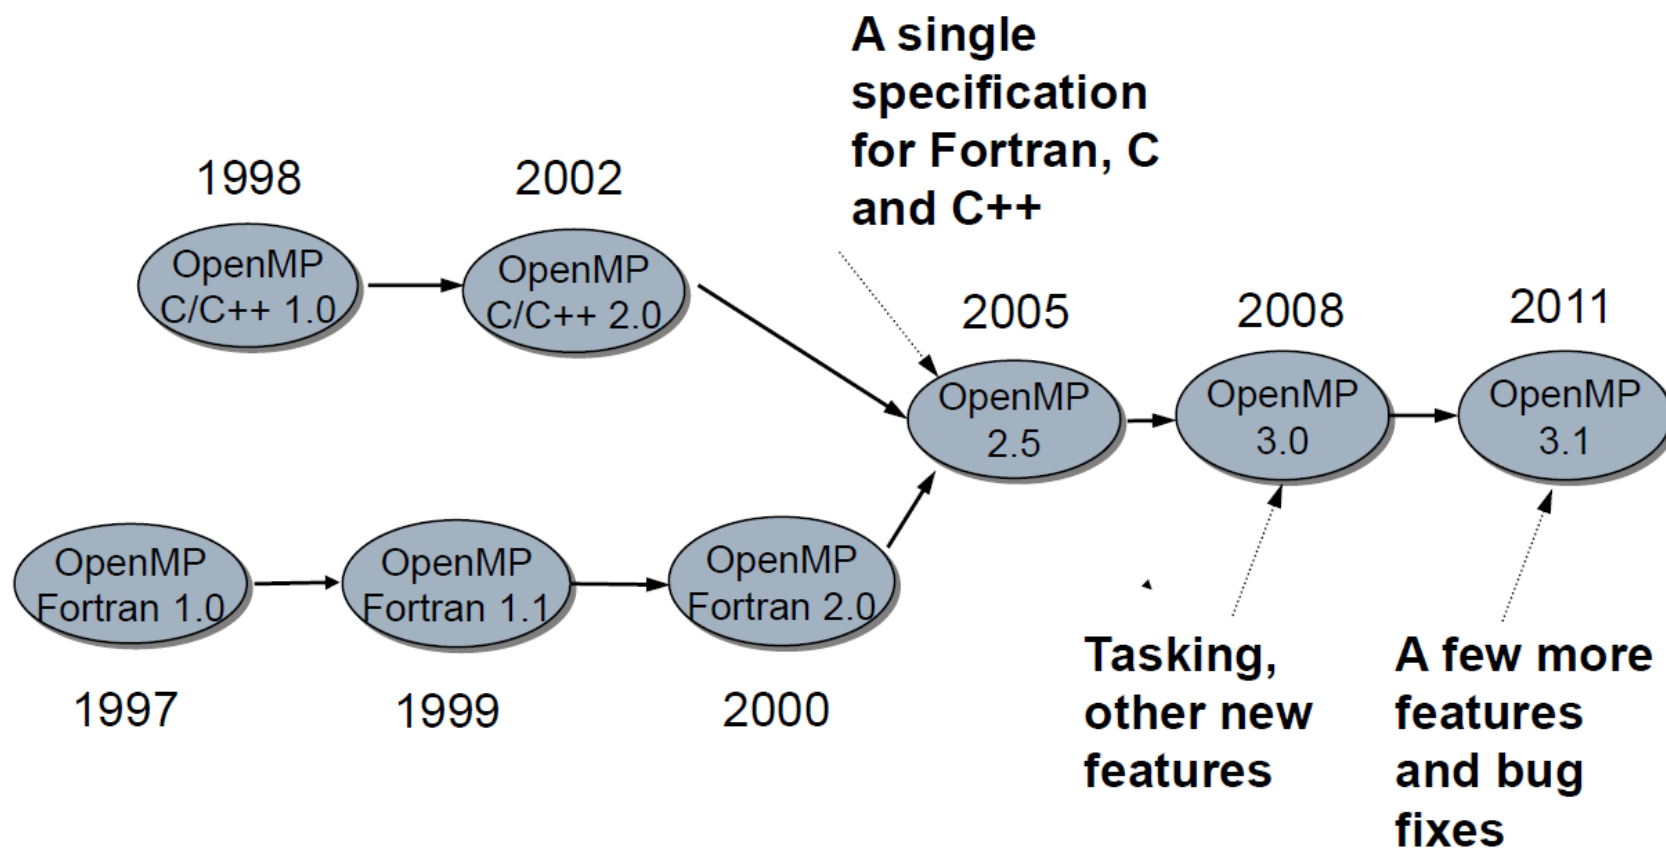 A single
specification
for Fortran, C
and C++
1998
2002
OpenMP
C/C++ 1.0
OpenMP
C/C++ 2.0
2005
2008
2011
OpenMP
2.5
OpenMP
3.0
OpenMP
3.1
OpenMP
Fortran 1.0
OpenMP
Fortran 1.1
OpenMP
Fortran 2.0
1997
1999
2000
Tasking,
other new
features
A few more
features
and bug
fixes